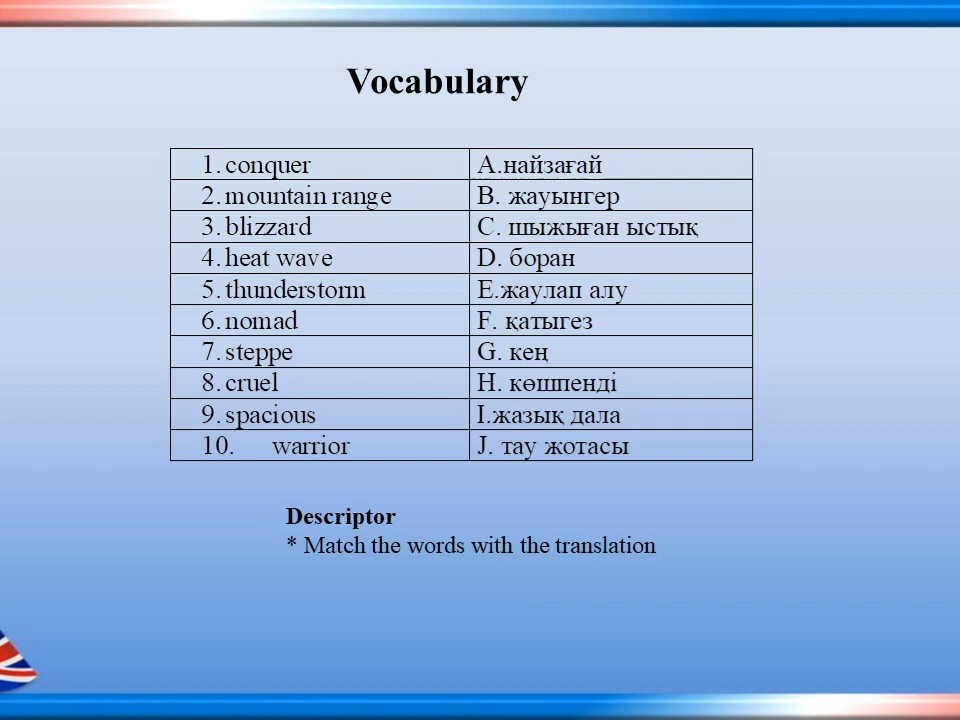 Vocabulary
1. conquer A.найзағай
2. mountain range B. жауынгер
3. blizzard C. шыжыған ыстық
4. heat wave D. боран
5. thunderstorm E.жаулап алу
6. nomad F. қатыгез
7. steppe G. кең
8. cruel H. көшпенді
9. spacious I.жазық дала
10. warrior J. тау жотасы
Descriptor
* Match the words with the translation